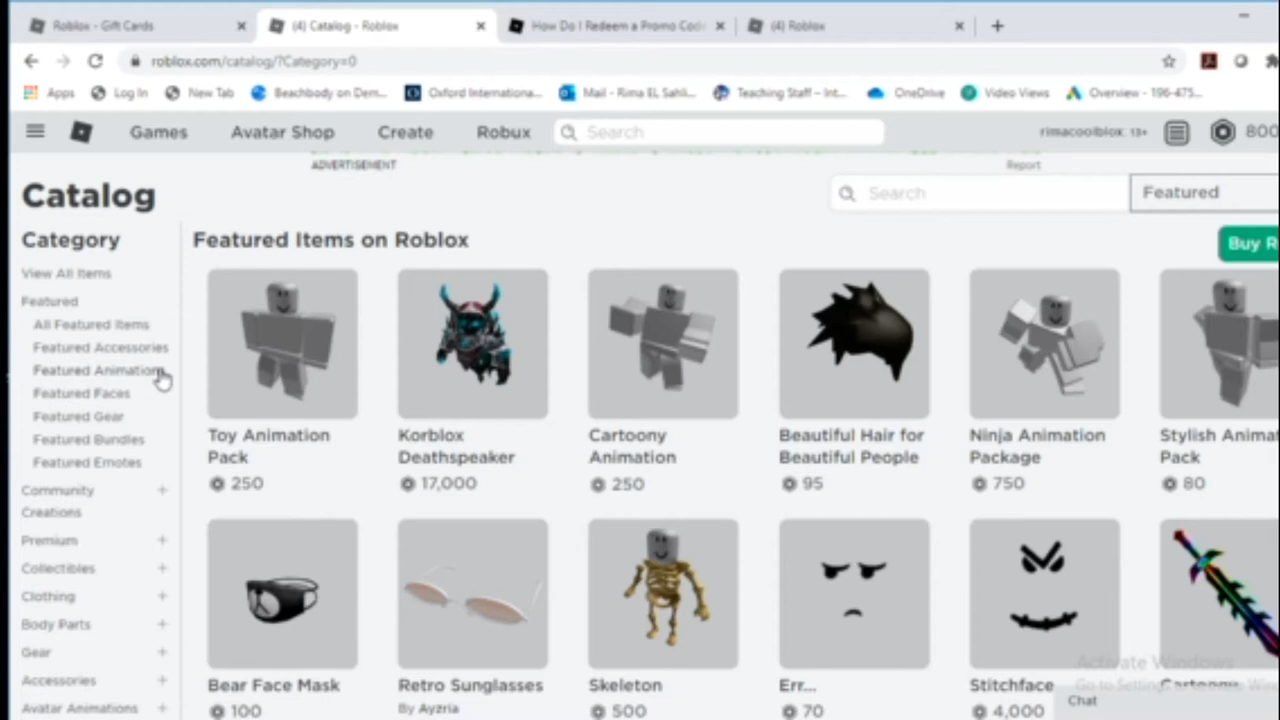 Roblox - Gift Cards
(4) Catalog - Roblox
How Do I Redeem a Promo Code
(4) Roblox
roblox.com/catalog/?Category=0
Apps
Log In
New Tab
Beachbody on Dem...
Oxford Internationa...
Mail - Rima EL Sahli...
Teaching Staff – Int...
OneDrive
Video Views
Overview - 196-475...
Games
Avatar Shop
Create
Robux
Search
rimacoolblox: 13+
800
ADVERTISEMENT
Report
Catalog
Search
Featured
Category
Featured Items on Roblox
Buy R
View All Items
Featured
All Featured Items
Featured Accessories
Featured Animation
Featured Faces
Featured Gear
Featured Bundles
Featured Emotes
Community +
Creations
Premium +
Collectibles +
Clothing +
Body Parts +
Gear +
Accessories +
Avatar Animations +
Toy Animation
Pack
250
Korblox
Deathspeaker
17,000
Cartoony
Animation
250
Beautiful Hair for
Beautiful People
95
Ninja Animation
Package
750
Stylish Animat
Pack
80
Bear Face Mask
100
Retro Sunglasses
By Ayzria
Skeleton
500
Err...
70
Stitchface
4,000
Activate Windows
Go to Settings
Chat